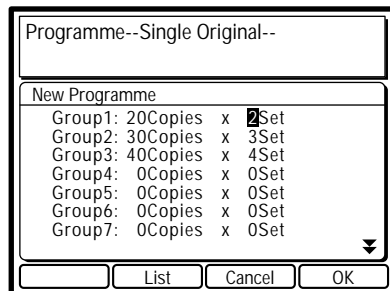 Programme--Single Original--
New Programme
Group1: 20Copies x 2Set
Group2: 30Copies x 3Set
Group3: 40Copies x 4Set
Group4: 0Copies x 0Set
Group5: 0Copies x 0Set
Group6: 0Copies x 0Set
Group7: 0Copies x 0Set
List Cancel OK